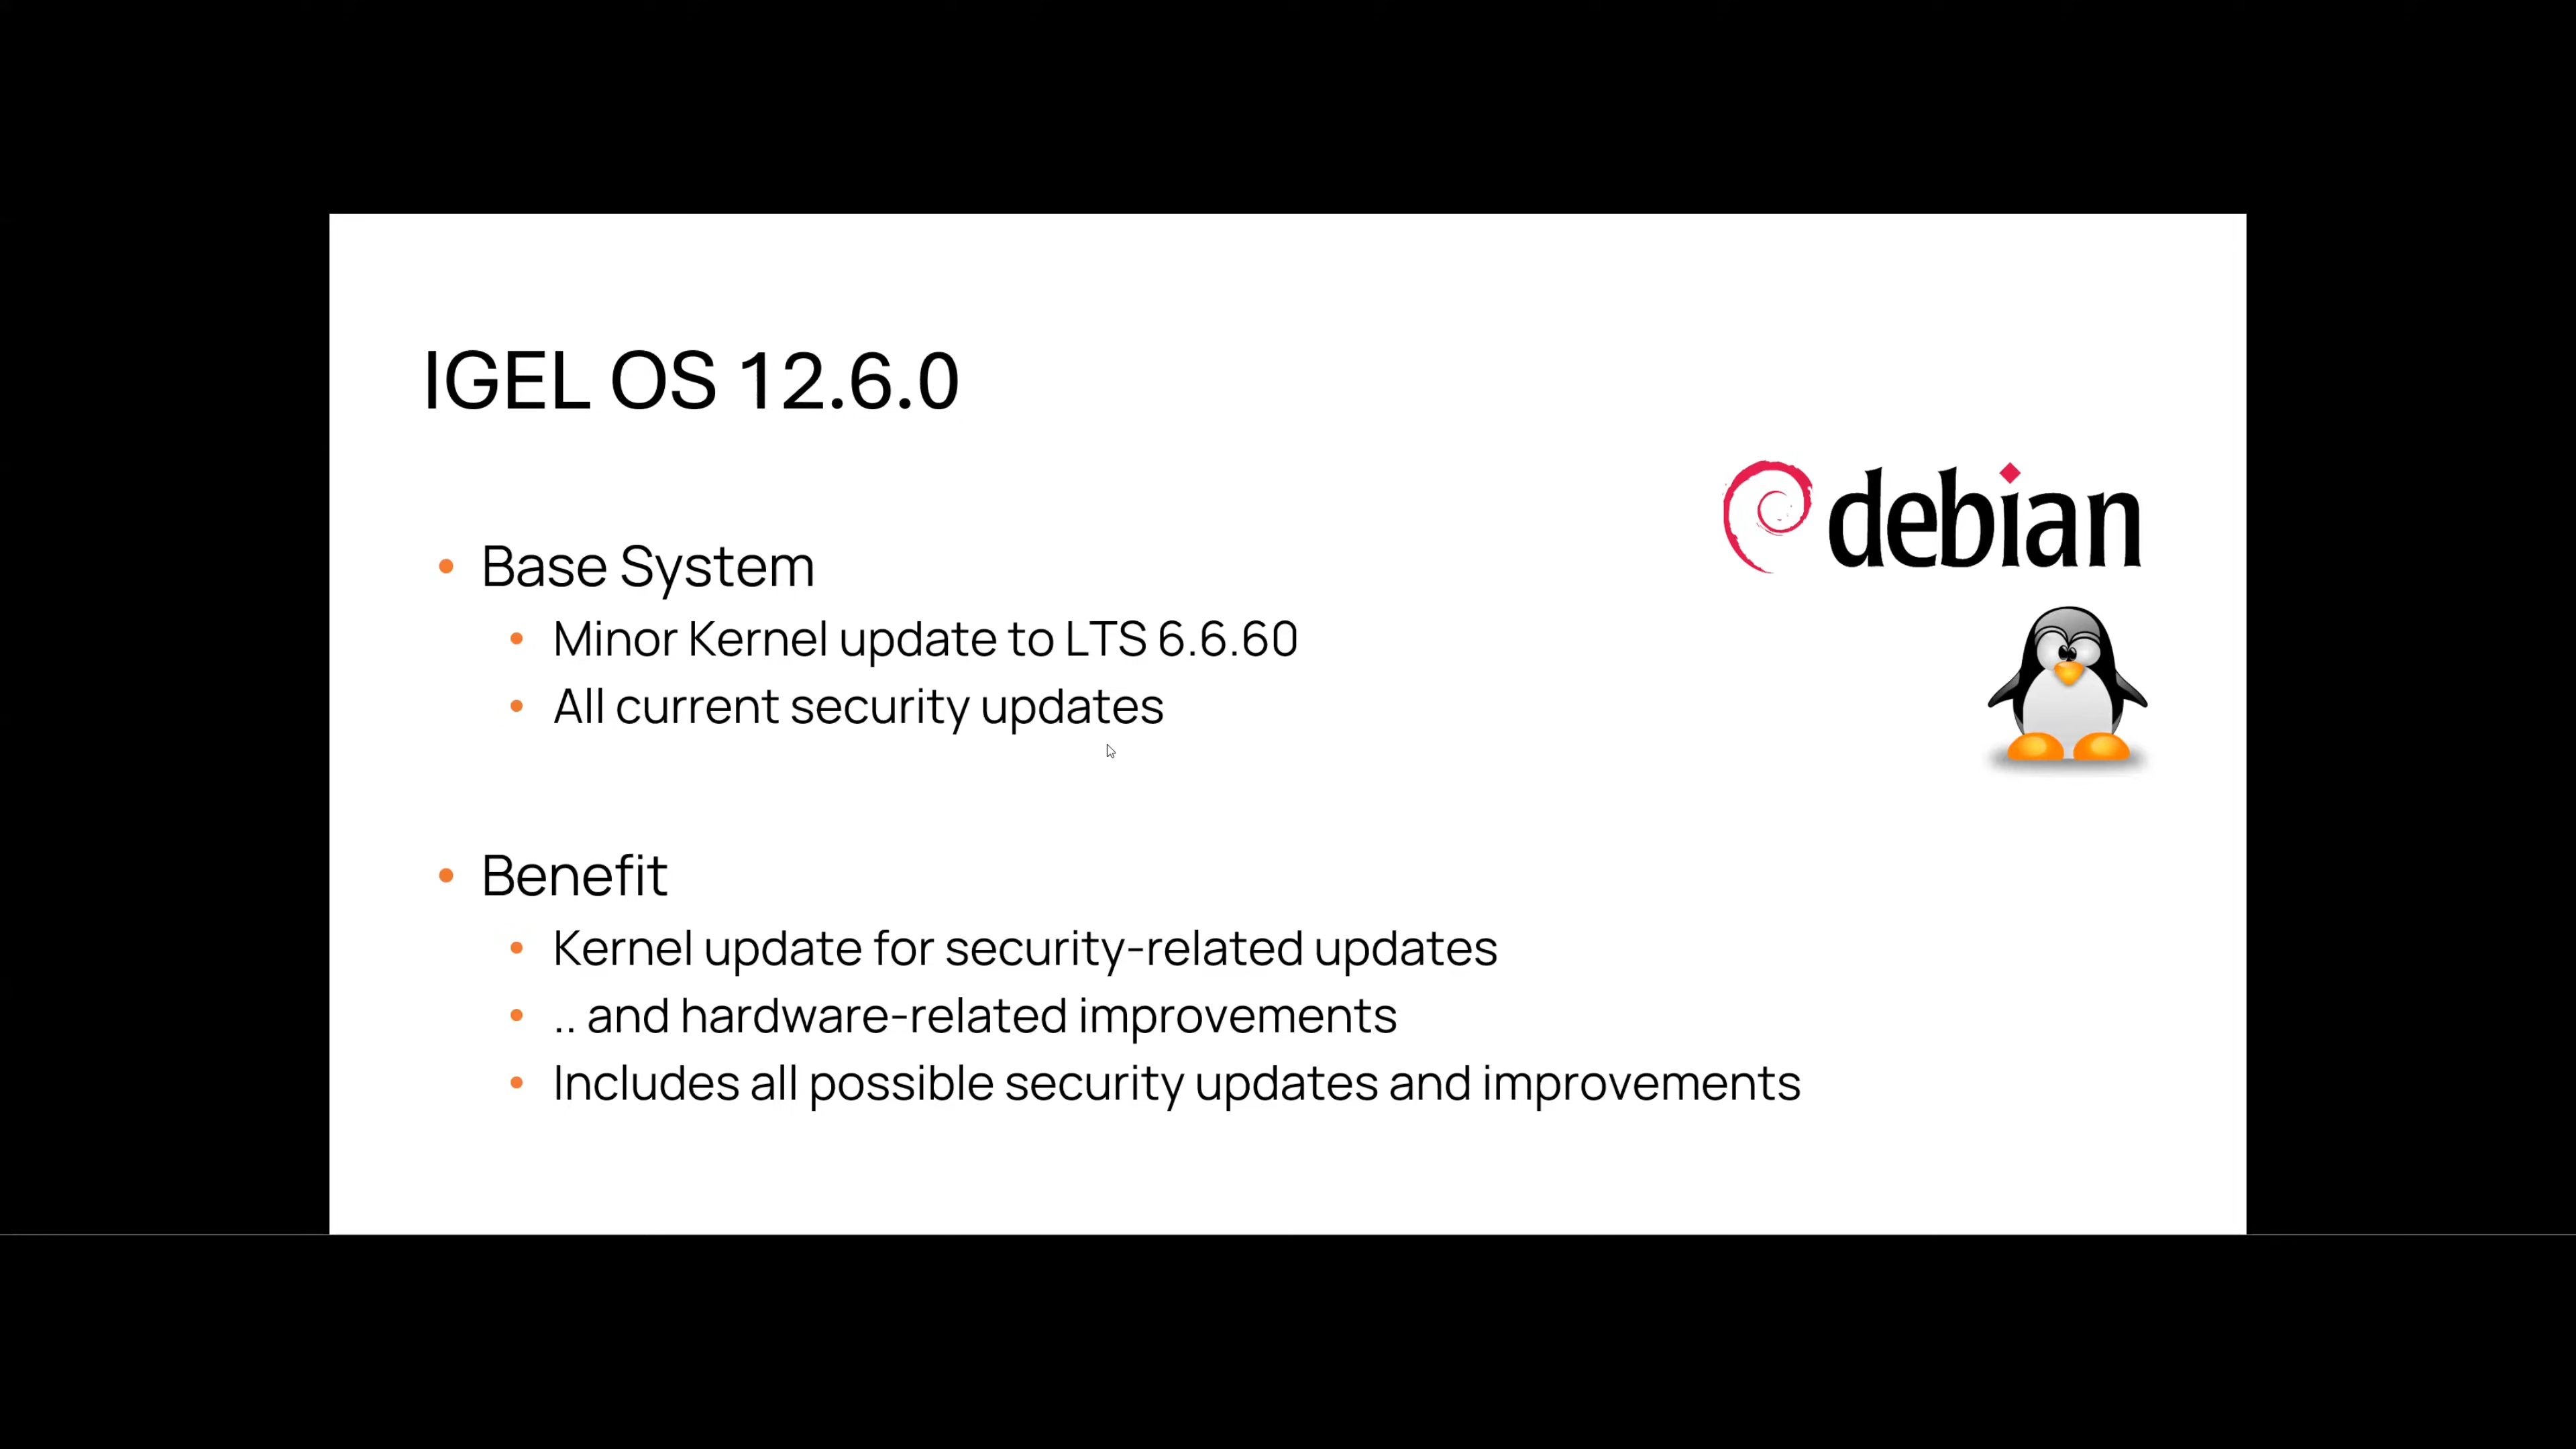 IGEL OS 12.6.0
debian
• Base System
• Minor Kernel update to LTS 6.6.60
• All current security updates
• Benefit
• Kernel update for security-related updates
• .. and hardware-related improvements
• Includes all possible security updates and improvements